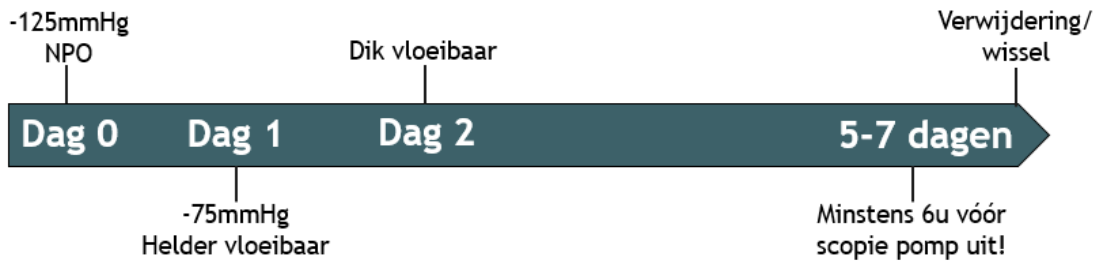 -125mmHg
NPO
Dik vloeibaar
Verwijdering/
wissel
Dag 0
Dag 1
Dag 2
5-7 dagen
-75mmHg
Helder vloeibaar
Minstens 6u vóór
scopie pomp uit!